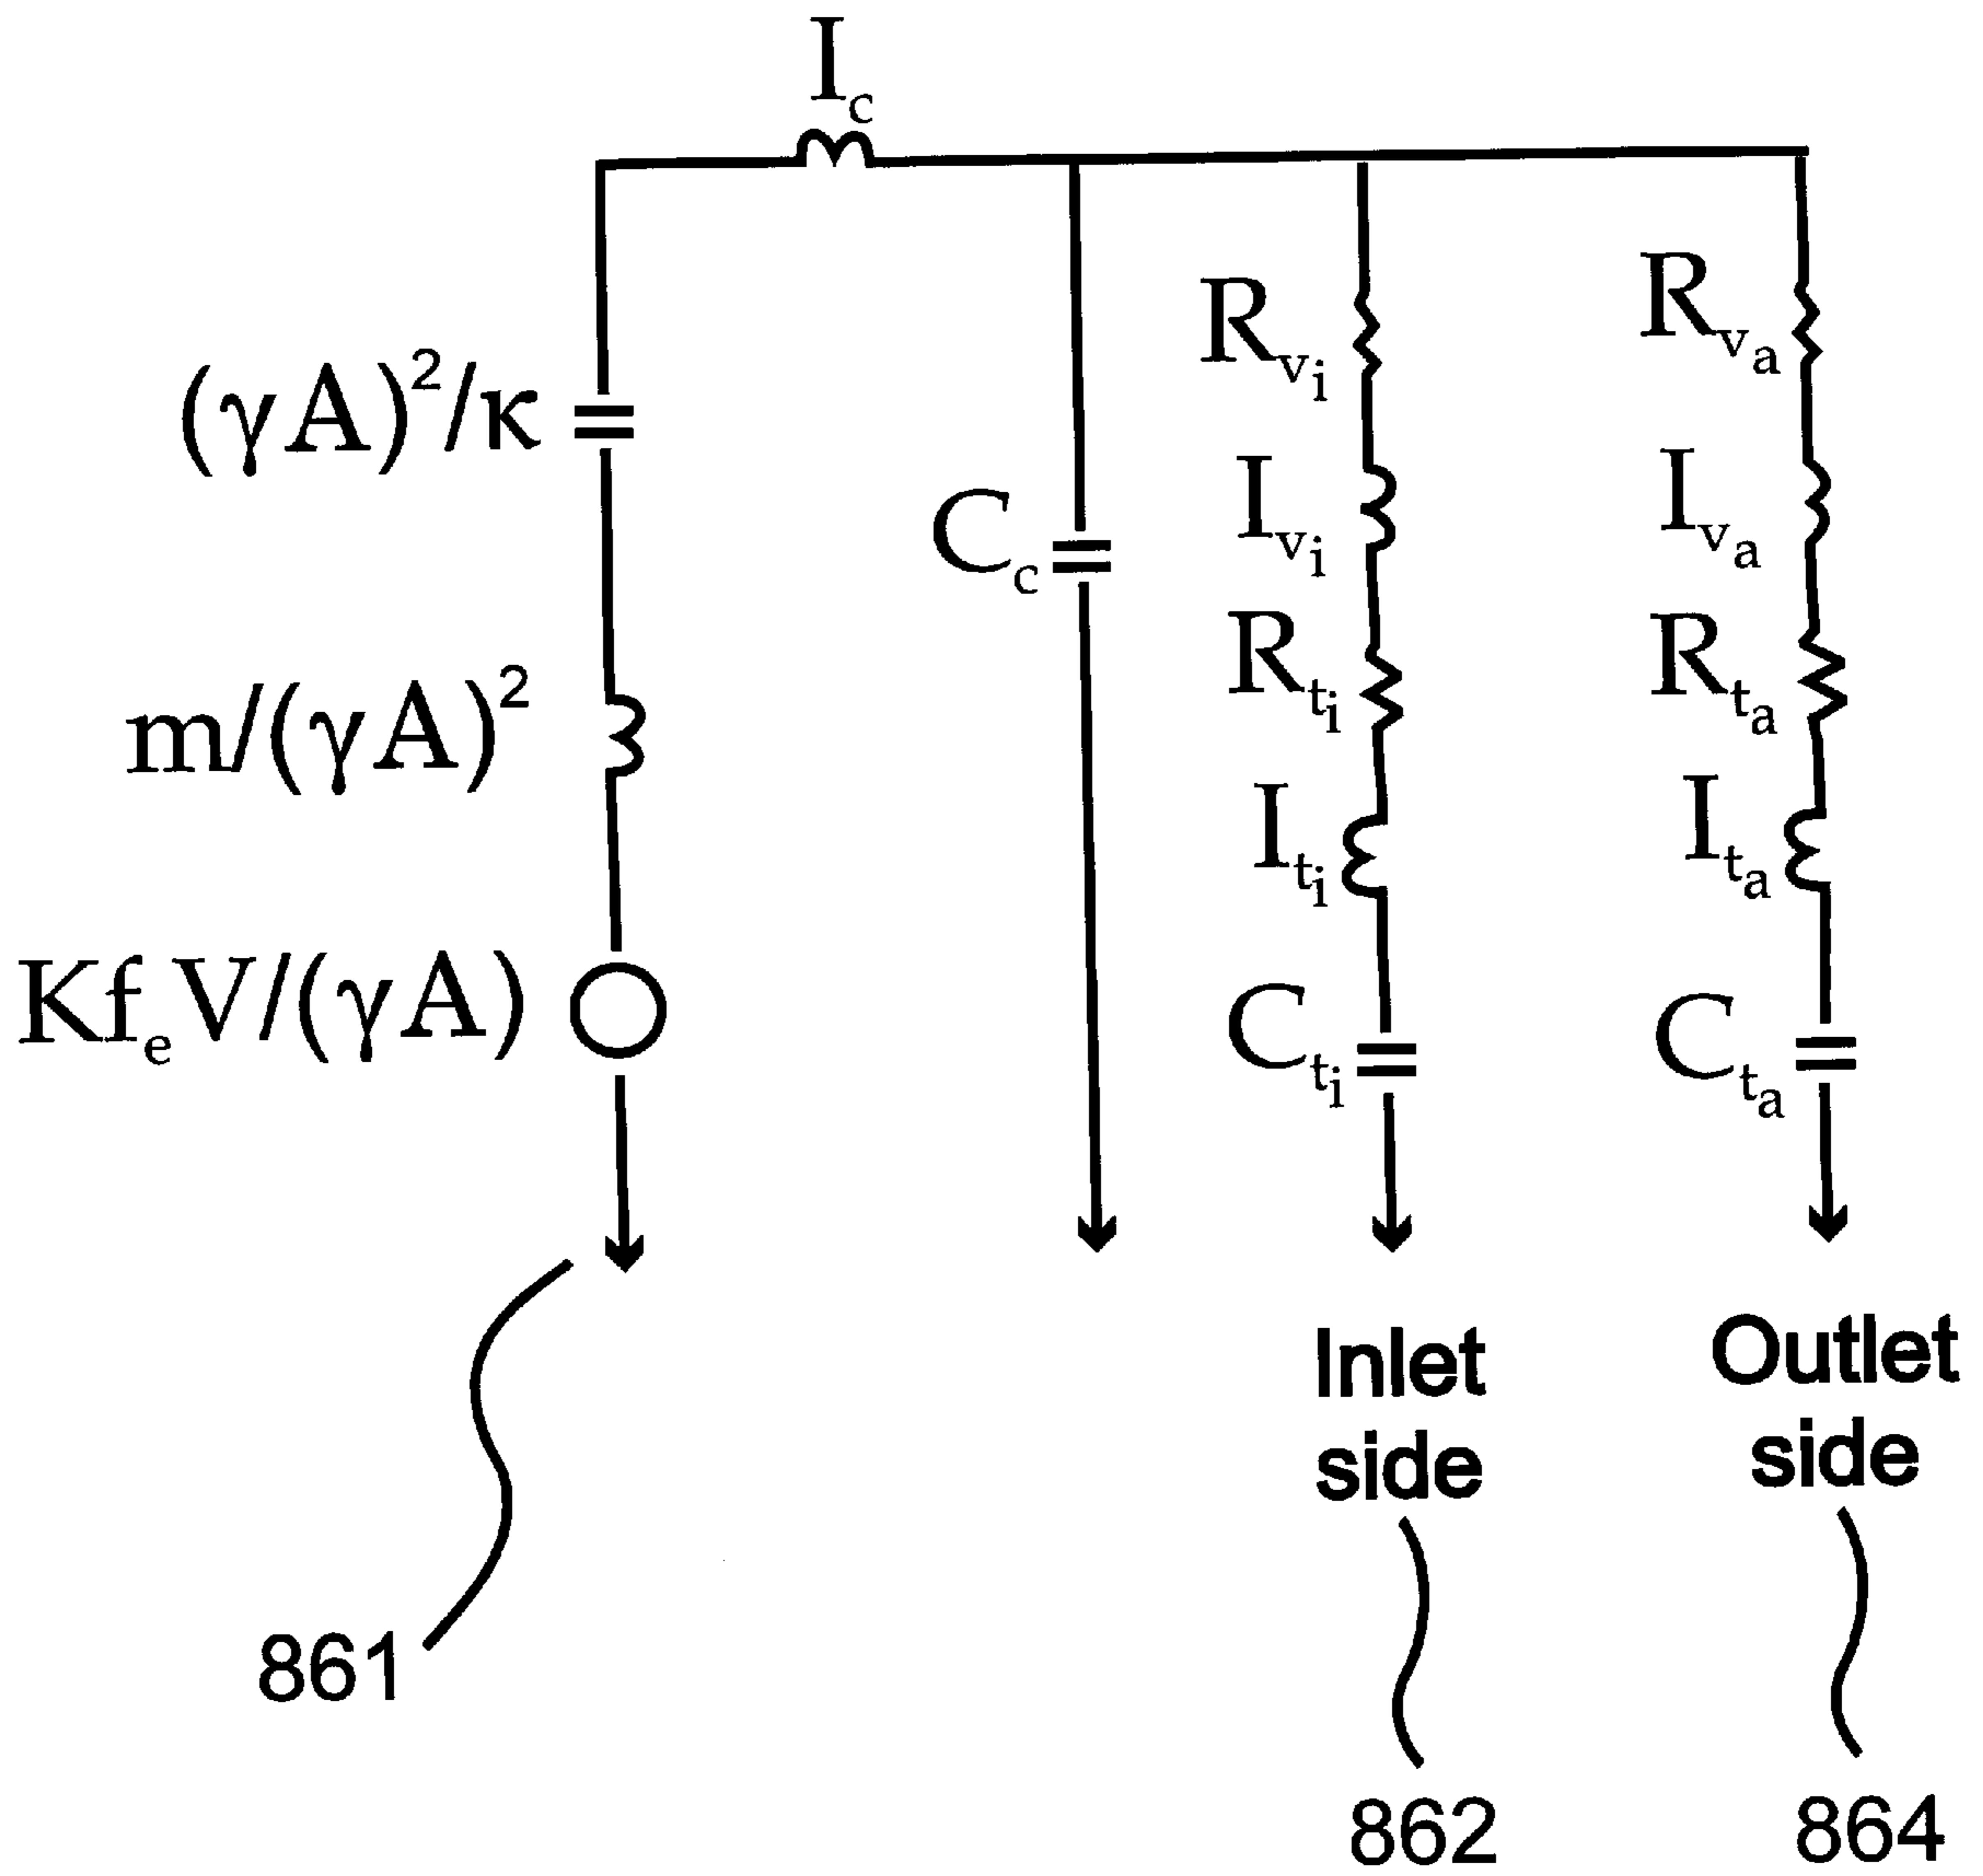 I_c
(γA)²/κ
m/(γA)²
Kf_eV/(γA)
C_c
R_v_i
I_v_i
R_t_i
I_t_i
C_t_i
R_v_a
I_v_a
R_t_a
I_t_a
C_t_a
Inlet
side
Outlet
side
861
862
864